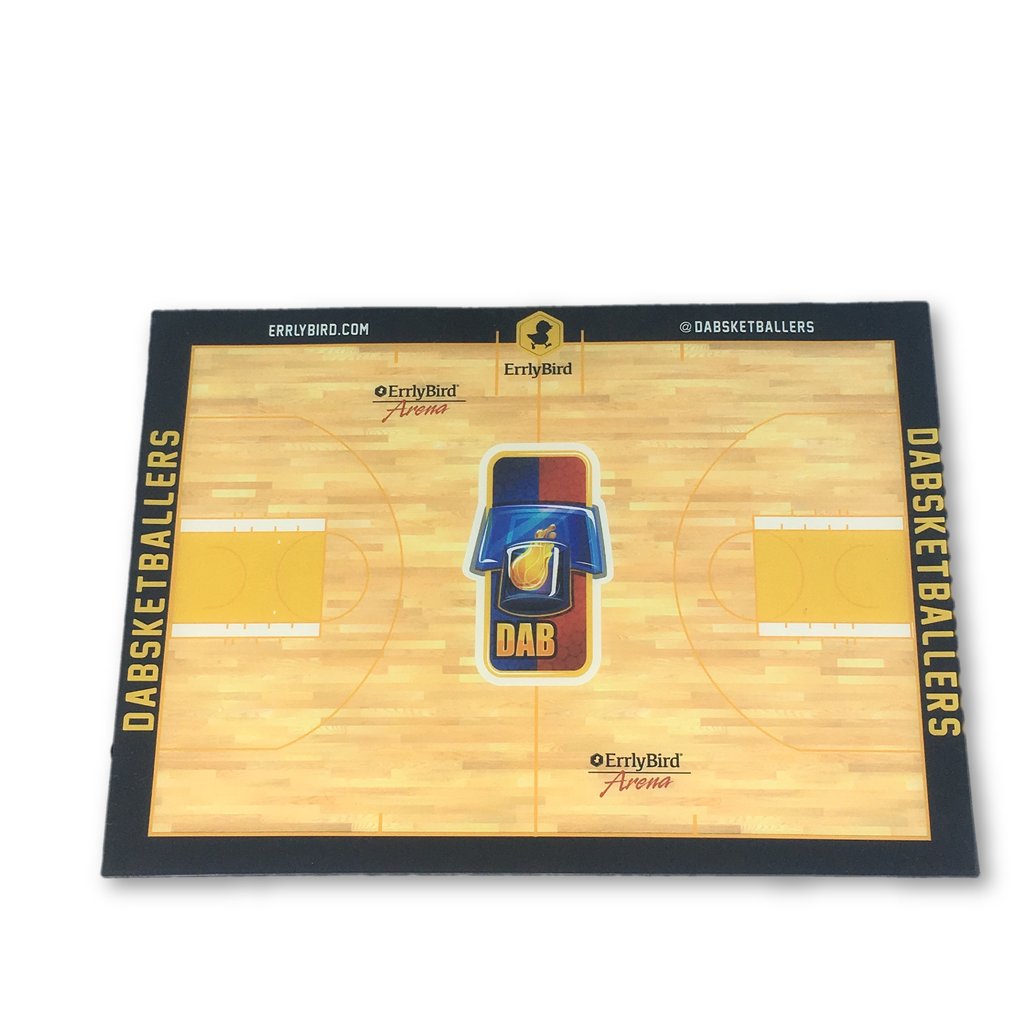 ERRLYBIRD.COM
@DABSKETBALLERS
ErrlyBird
ErrlyBird®
Arena
DABSKETBALLERS
DABSKETBALLERS
DAB
ErrlyBird®
Arena